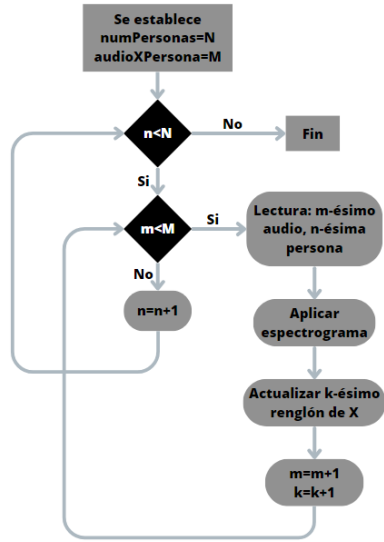 Se establece
numPersonas=N
audioXPersona=M
n<N
No
Fin
Si
m<M
Si
Lectura: m-ésimo
audio, n-ésima
persona
No
n=n+1
Aplicar
espectrograma
Actualizar k-ésimo
renglón de X
m=m+1
k=k+1